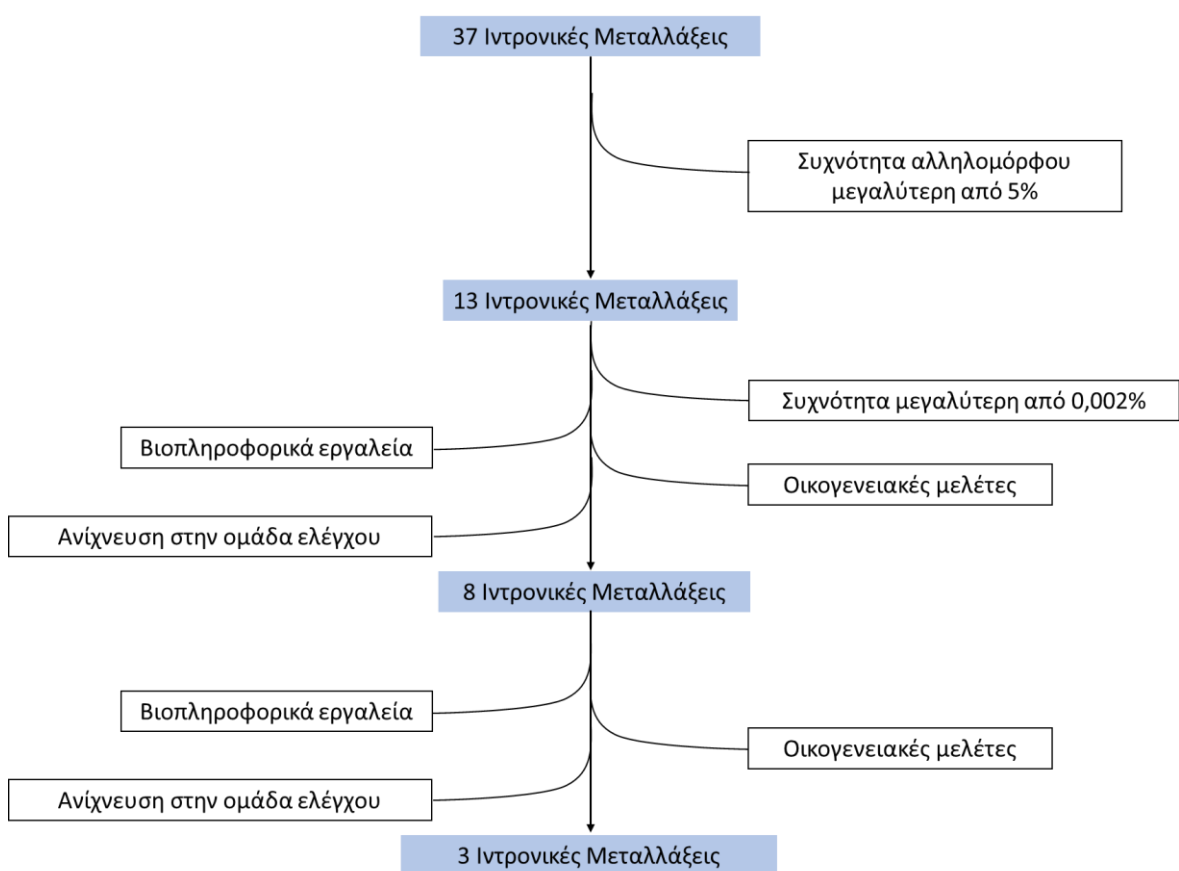 37 Ιντρονικές Μεταλλάξεις
Συχνότητα αλληλομόρφου
μεγαλύτερη από 5%
13 Ιντρονικές Μεταλλάξεις
Συχνότητα μεγαλύτερη από 0,002%
Βιοπληροφορικά εργαλεία
Οικογενειακές μελέτες
Ανίχνευση στην ομάδα ελέγχου
8 Ιντρονικές Μεταλλάξεις
Βιοπληροφορικά εργαλεία
Οικογενειακές μελέτες
Ανίχνευση στην ομάδα ελέγχου
3 Ιντρονικές Μεταλλάξεις